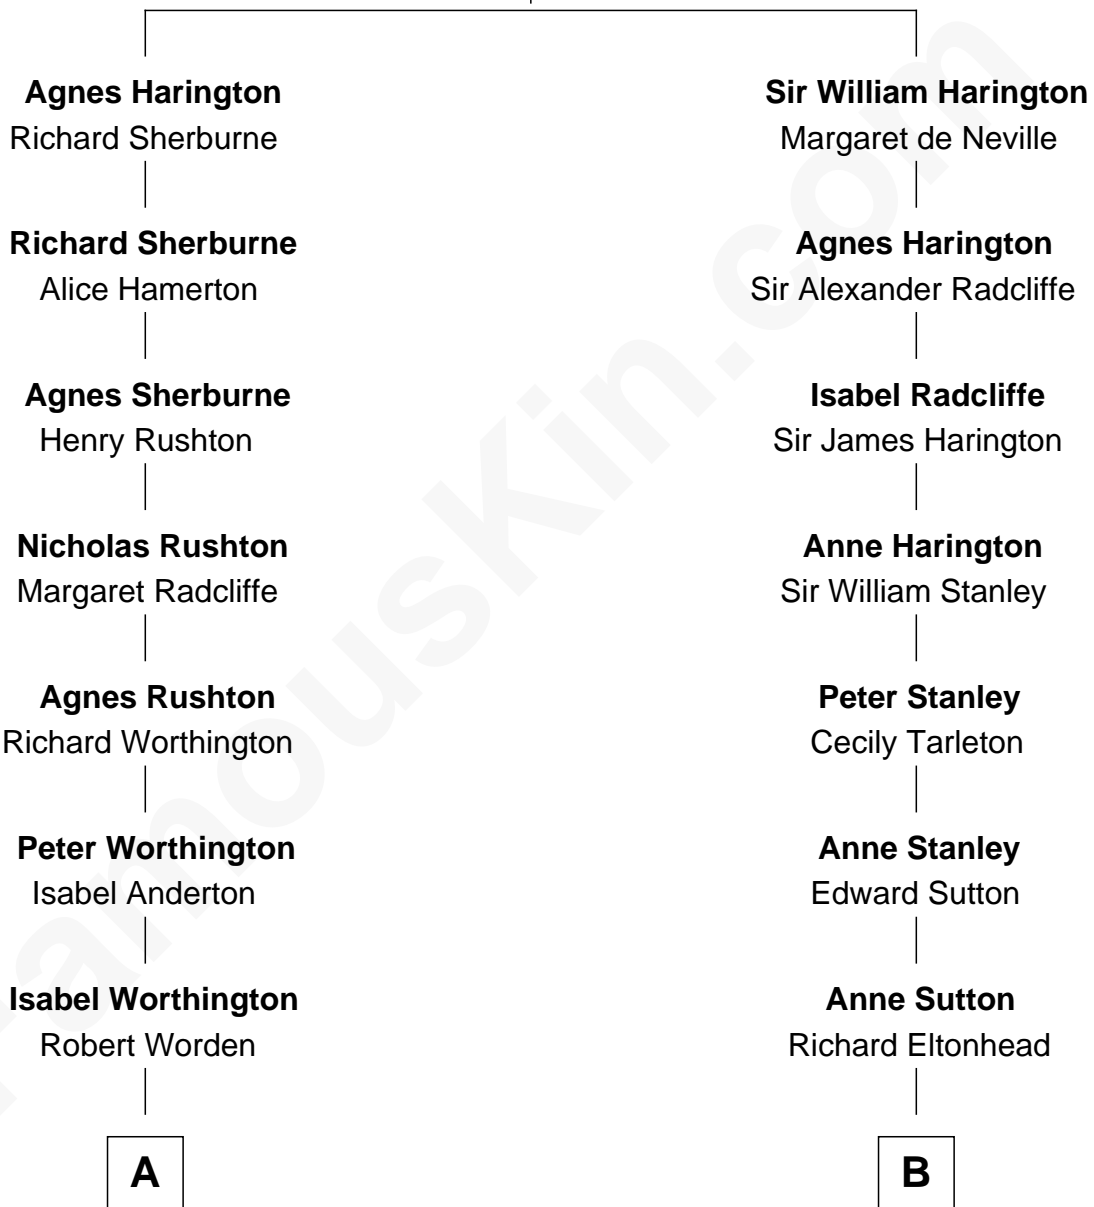 Agnes Harington
Richard Sherburne
Sir William Harington
Margaret de Neville
Richard Sherburne
Alice Hamerton
Agnes Harington
Sir Alexander Radcliffe
Agnes Sherburne
Henry Rushton
Isabel Radcliffe
Sir James Harington
Nicholas Rushton
Margaret Radcliffe
Anne Harington
Sir William Stanley
Agnes Rushton
Richard Worthington
Peter Stanley
Cecily Tarleton
Peter Worthington
Isabel Anderton
Anne Stanley
Edward Sutton
Isabel Worthington
Robert Worden
Anne Sutton
Richard Eltonhead
A
B
FamousKin.com